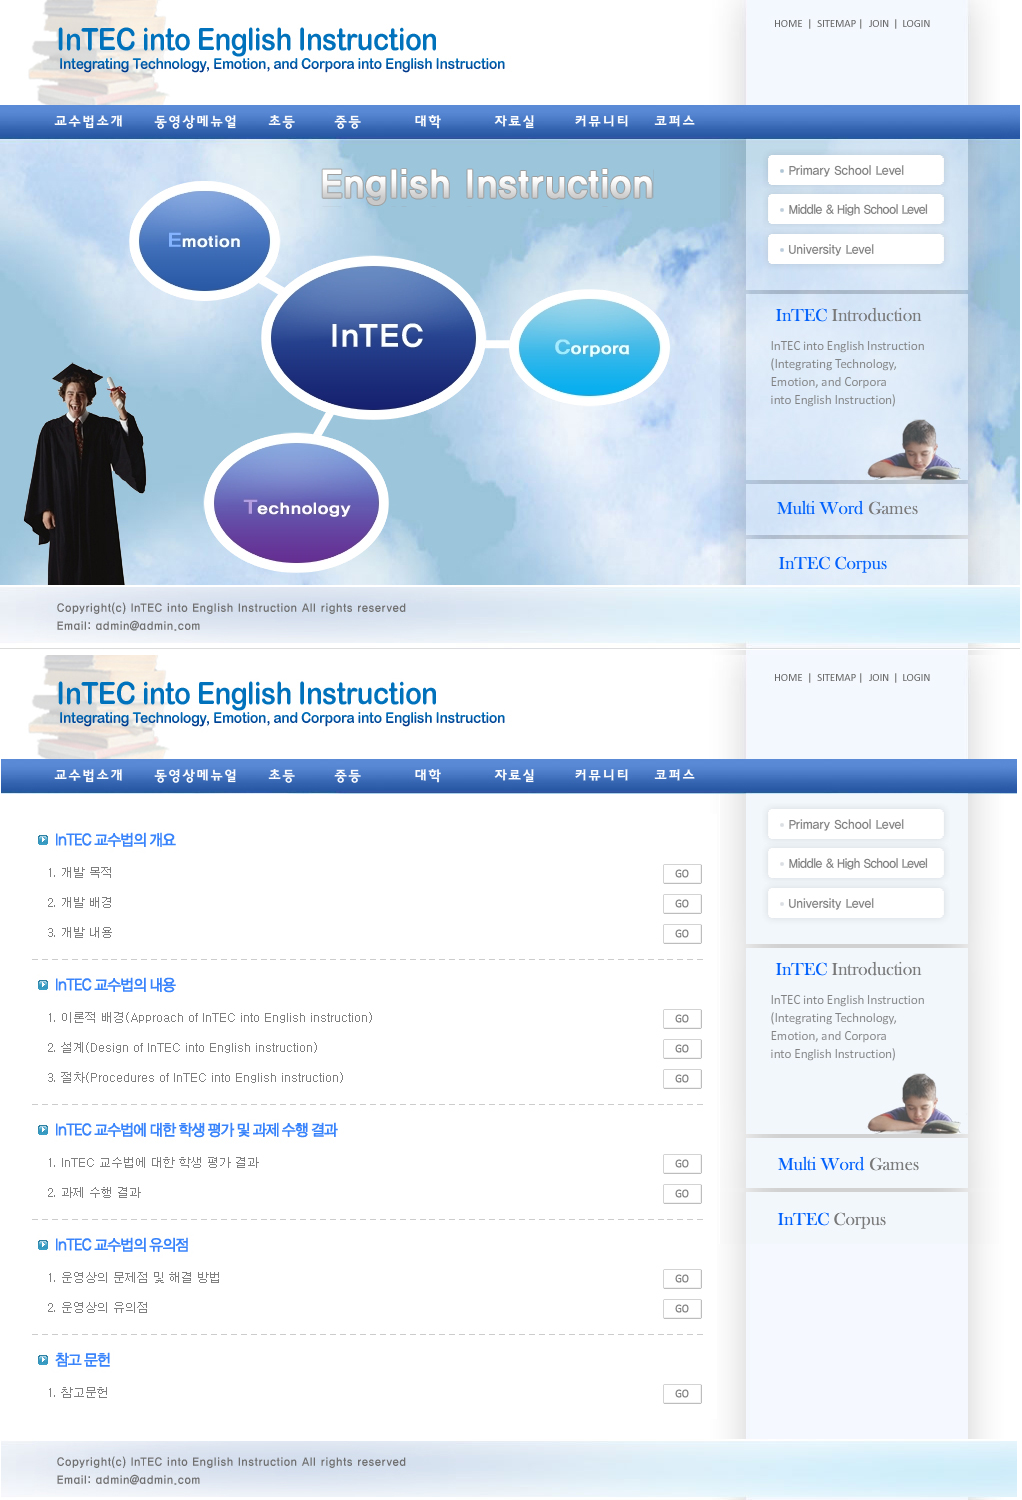 InTEC into English Instruction
Integrating Technology, Emotion, and Corpora into English Instruction
HOME | SITEMAP | JOIN | LOGIN
교수법소개 동영상메뉴얼 초등 중등 대학 자료실 커뮤니티 코퍼스
English Instruction
Emotion
InTEC
Corpora
Technology
Primary School Level
Middle & High School Level
University Level
InTEC Introduction
InTEC into English Instruction
(Integrating Technology,
Emotion, and Corpora
into English Instruction)
Multi Word Games
InTEC Corpus
Copyright(c) InTEC into English Instruction All rights reserved
Email: admin@admin.com
InTEC into English Instruction
Integrating Technology, Emotion, and Corpora into English Instruction
HOME | SITEMAP | JOIN | LOGIN
교수법소개 동영상메뉴얼 초등 중등 대학 자료실 커뮤니티 코퍼스
InTEC 교수법의 개요
1. 개발 목적 GO
2. 개발 배경 GO
3. 개발 내용 GO
InTEC 교수법의 내용
1. 이론적 배경(Approach of InTEC into English instruction) GO
2. 설계(Design of InTEC into English instruction) GO
3. 절차(Procedures of InTEC into English instruction) GO
InTEC 교수법에 대한 학생 평가 및 과제 수행 결과
1. InTEC 교수법에 대한 학생 평가 결과 GO
2. 과제 수행 결과 GO
InTEC 교수법의 유의점
1. 운영상의 문제점 및 해결 방법 GO
2. 운영상의 유의점 GO
참고 문헌
1. 참고문헌 GO
Primary School Level
Middle & High School Level
University Level
InTEC Introduction
InTEC into English Instruction
(Integrating Technology,
Emotion, and Corpora
into English Instruction)
Multi Word Games
InTEC Corpus
Copyright(c) InTEC into English Instruction All rights reserved
Email: admin@admin.com